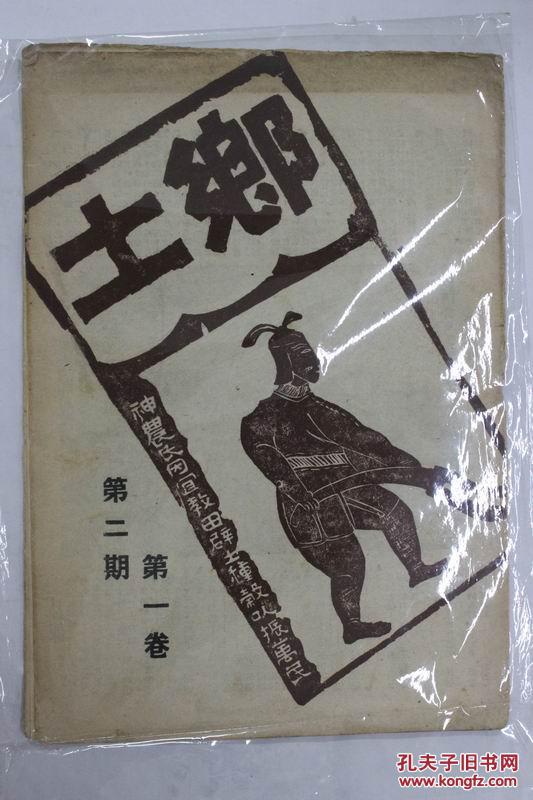 鄉土
神農氏因宜教田辟土種穀以振萬民
第一卷
第二期
孔夫子旧书网
www.kongfz.com